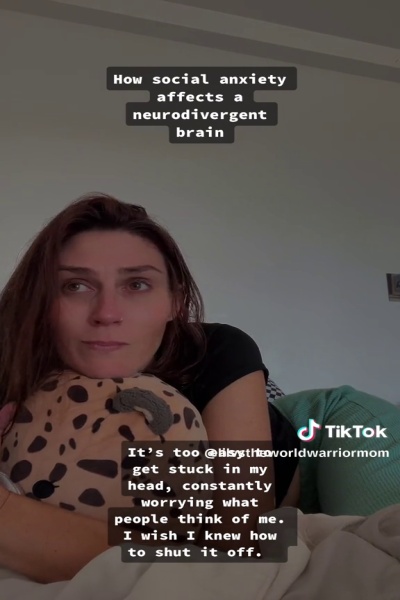 How social anxiety
affects a
neurodivergent
brain
TikTok
It's too easy to
get stuck in my
head, constantly
worrying what
people think of me.
I wish I knew how
to shut it off.